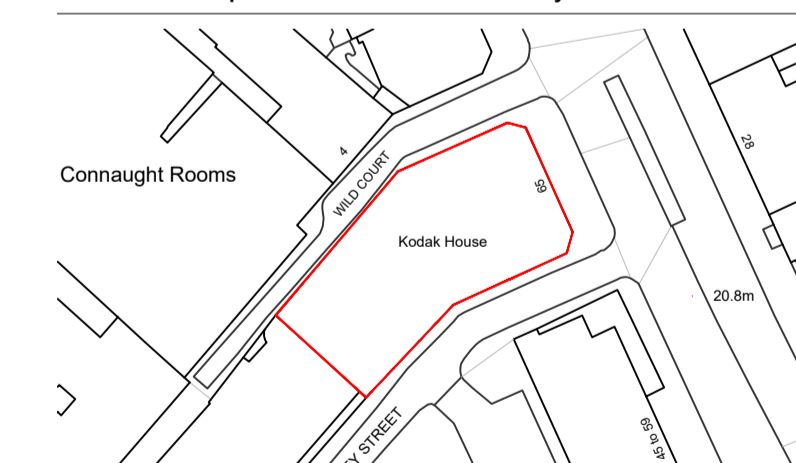 4
WILD COURT
28
Connaught Rooms
65
Kodak House
20.8m
STREET
45 to 59